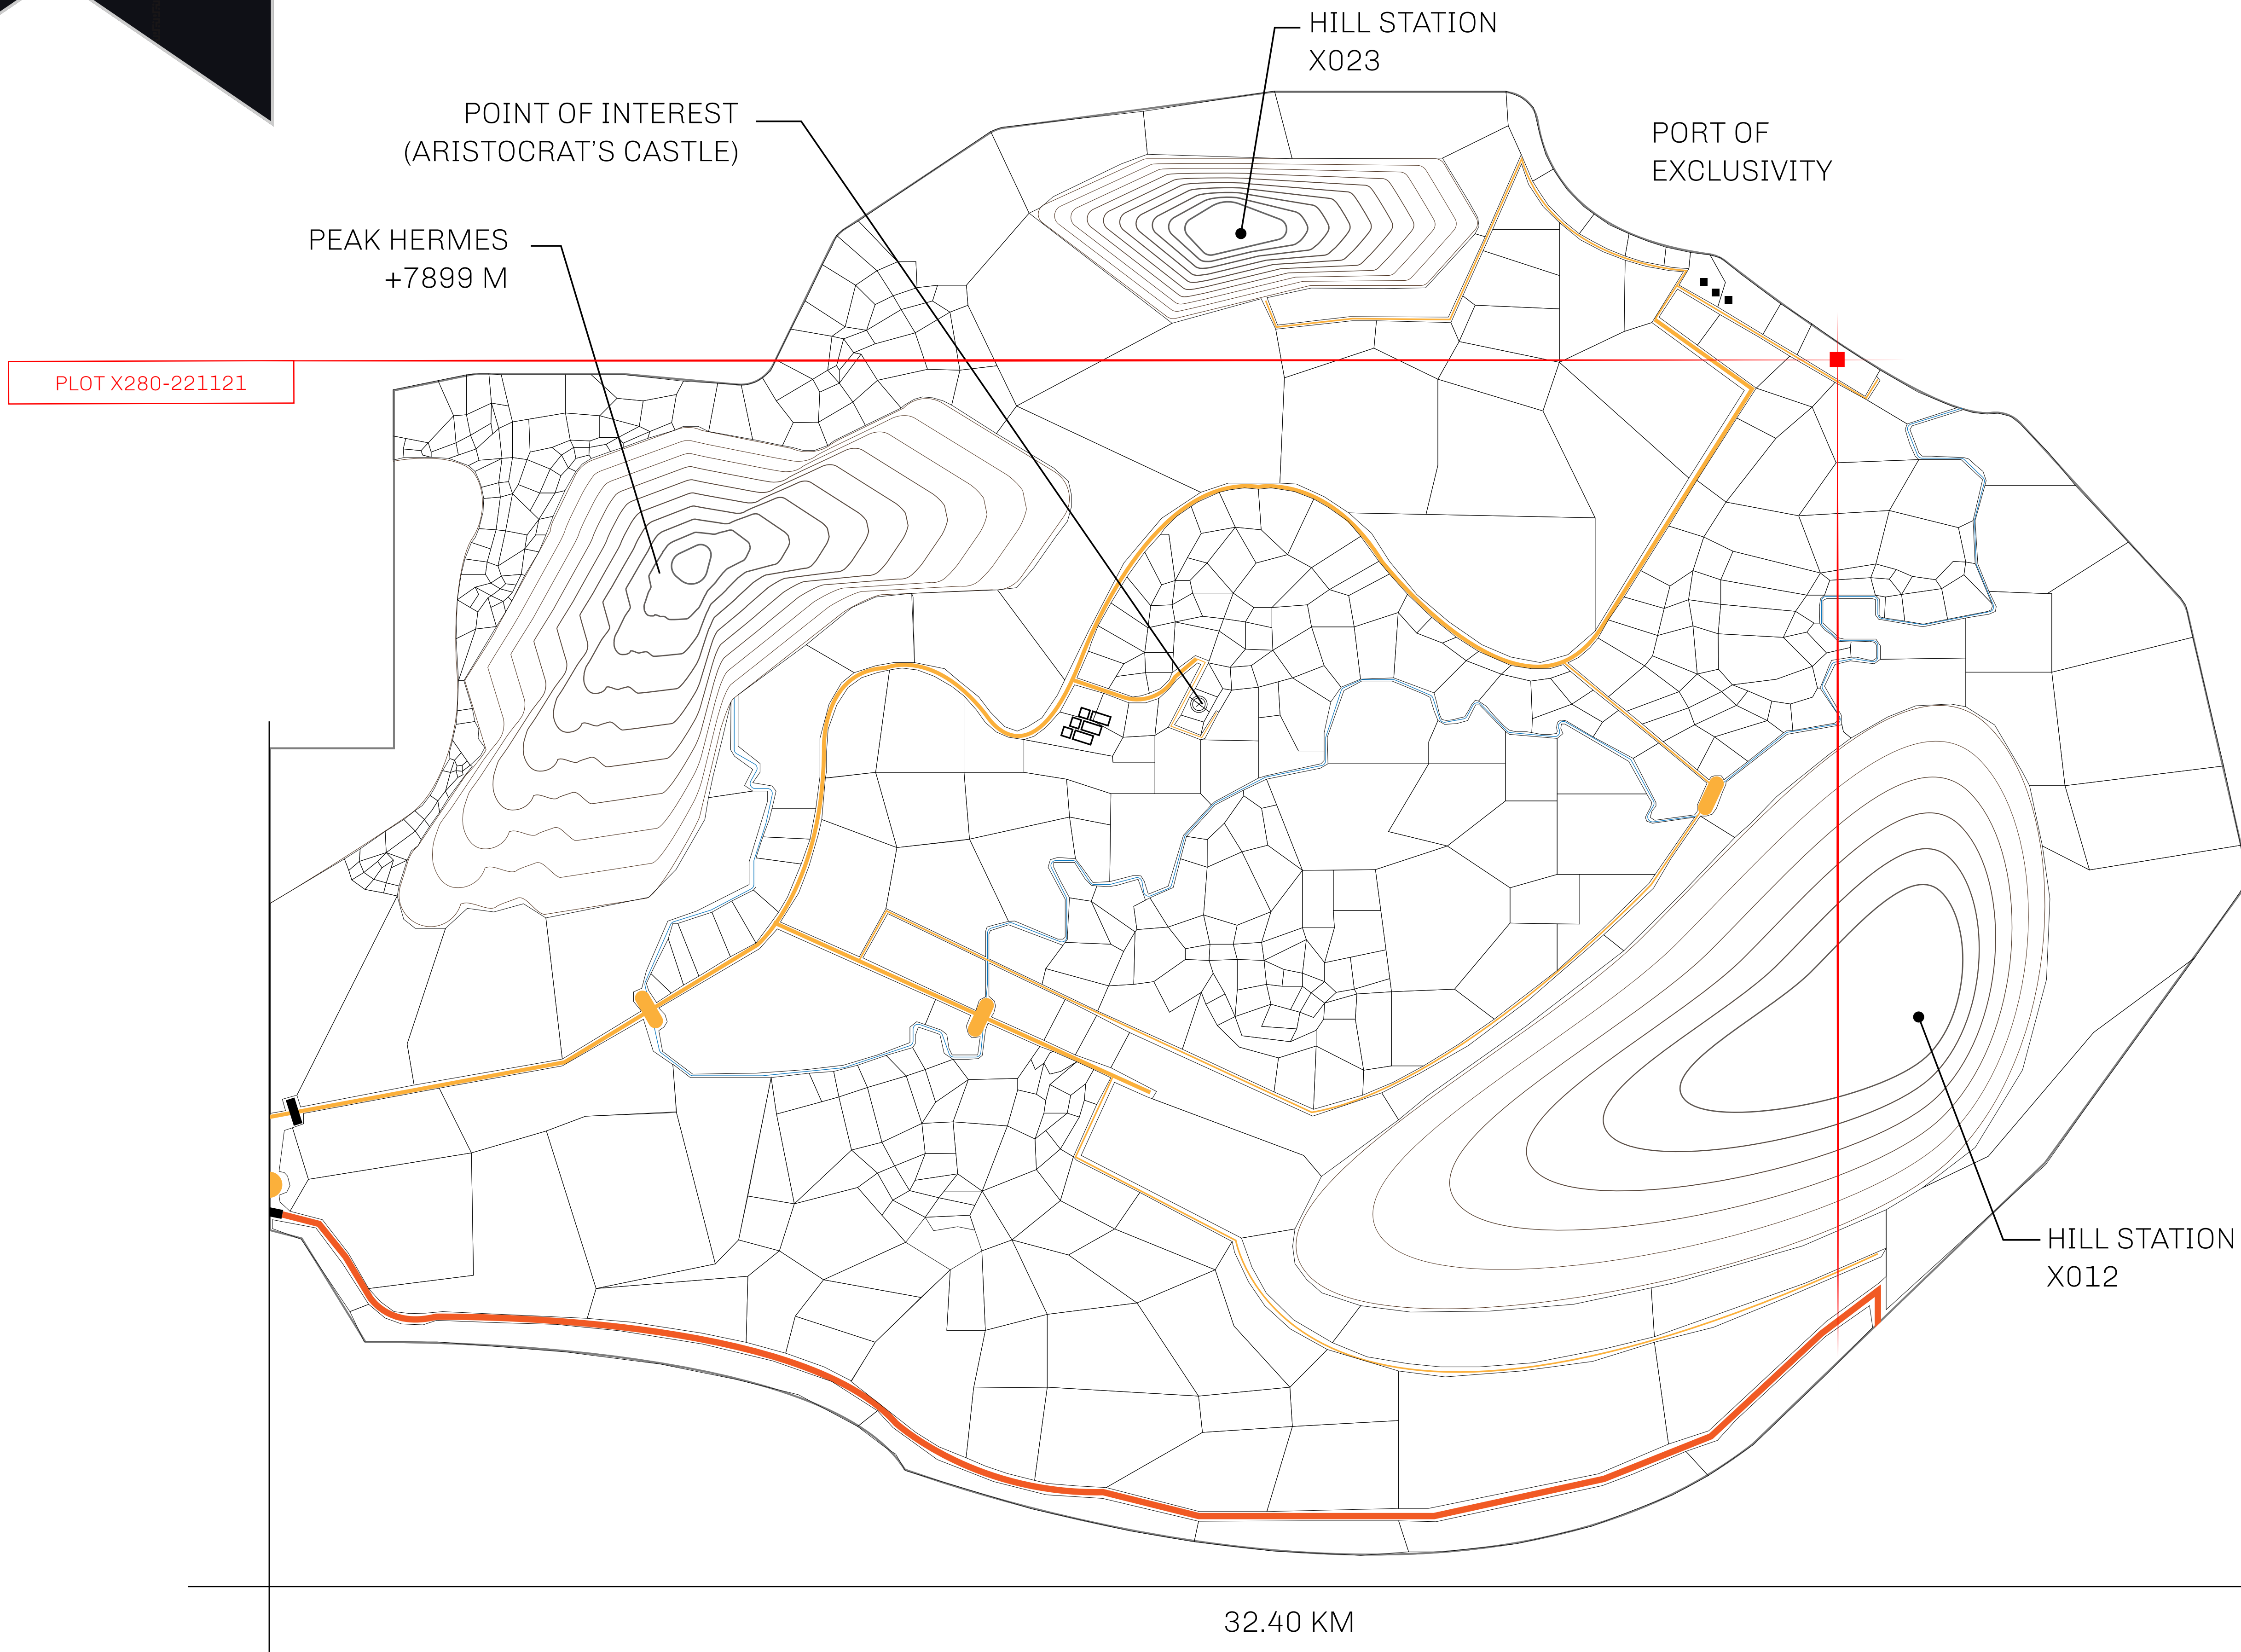 HILL STATION
X023
POINT OF INTEREST
(ARISTOCRAT'S CASTLE)
PORT OF
EXCLUSIVITY
PEAK HERMES
+7899 M
PLOT X280-221121
HILL STATION
X012
32.40 KM